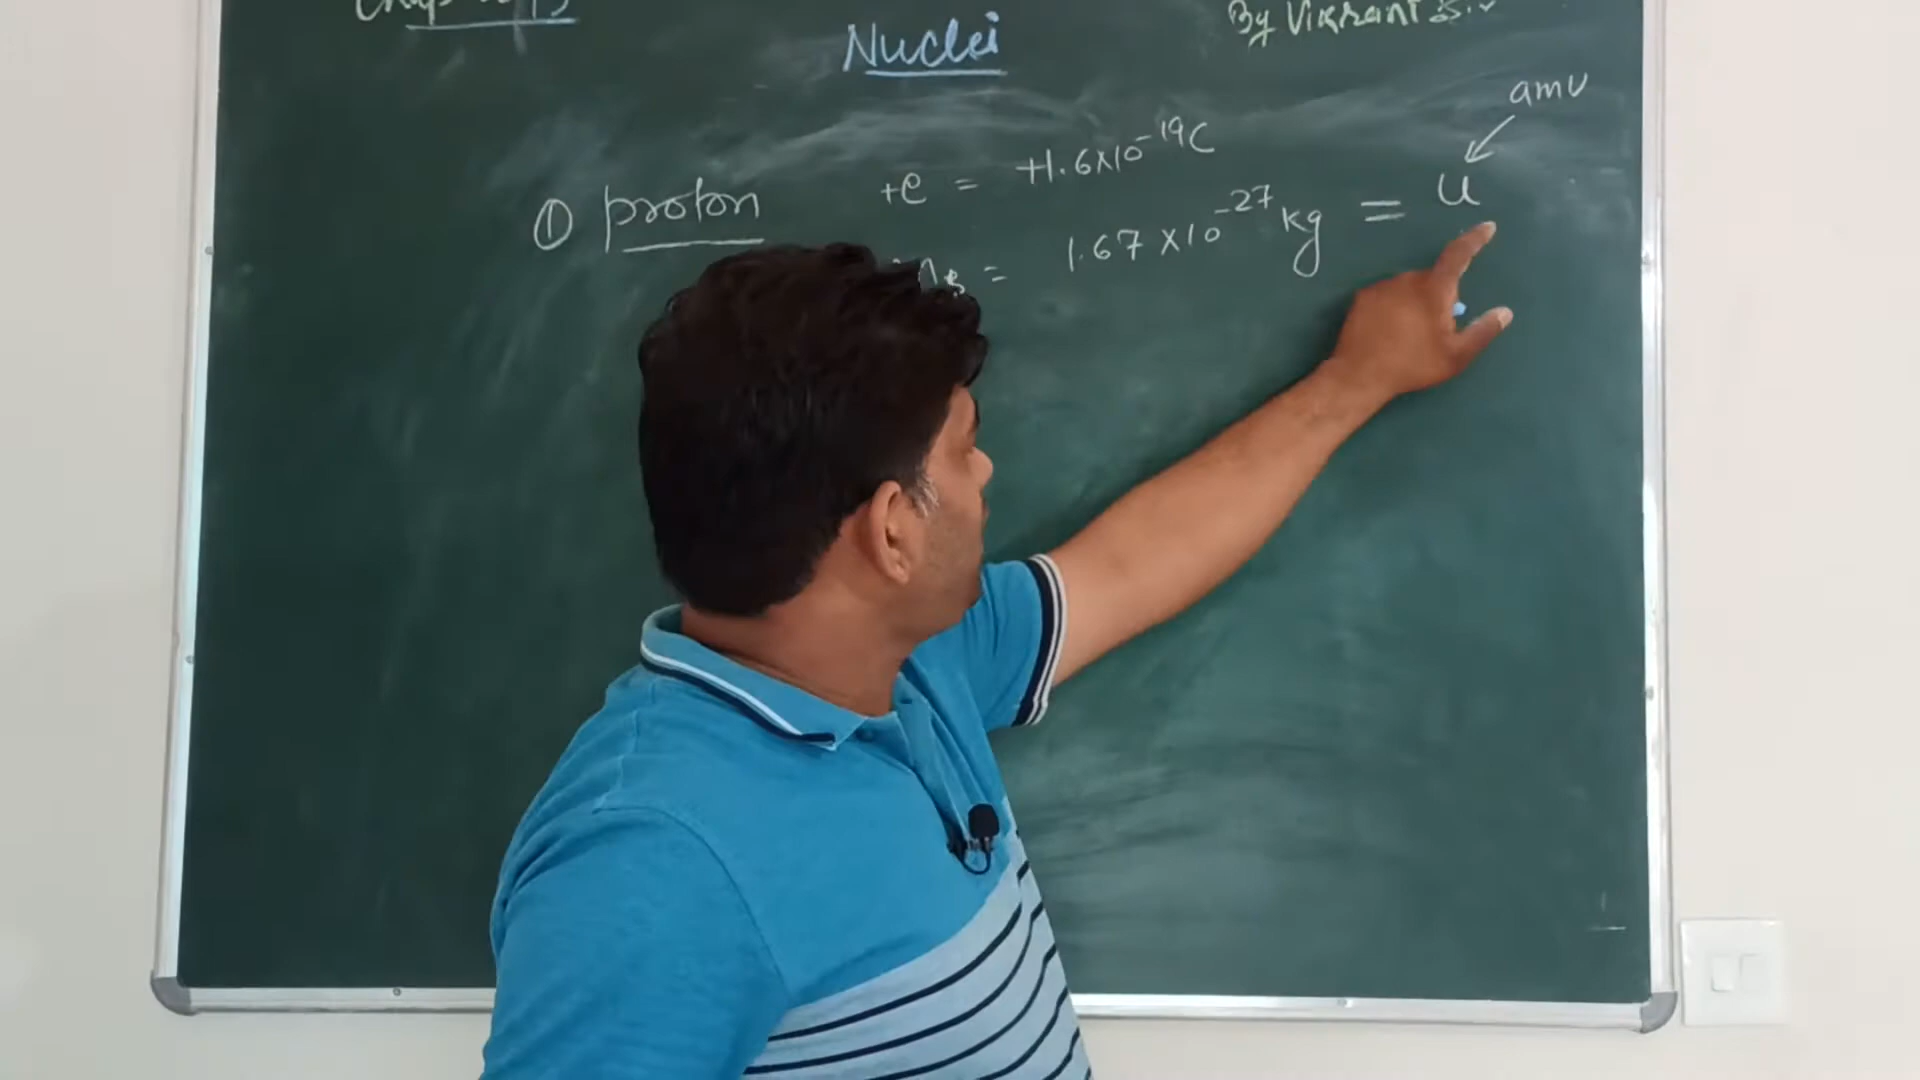 Nuclei
By Vikrant
amu
① proton +e = +1.6×10⁻¹⁹C
= 1.67 ×10⁻²⁷ kg = u